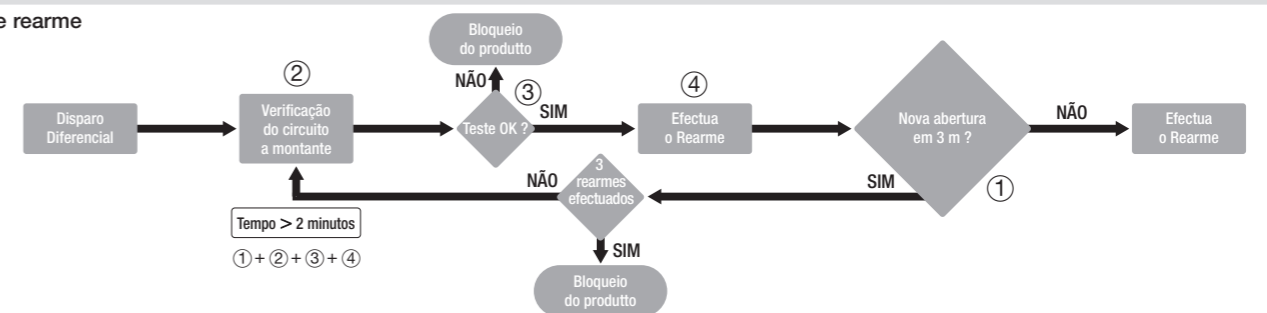 e rearme
Bloqueio
do produtto
②
NÃO
③
④
Disparo
Diferencial
Verificação
do circuito
a montante
Teste OK ?
SIM
Efectua
o Rearme
Nova abertura
em 3 m ?
NÃO
Efectua
o Rearme
NÃO
3
rearmes
efectuados
SIM
①
Tempo > 2 minutos
①+②+③+④
SIM
Bloqueio
do produtto